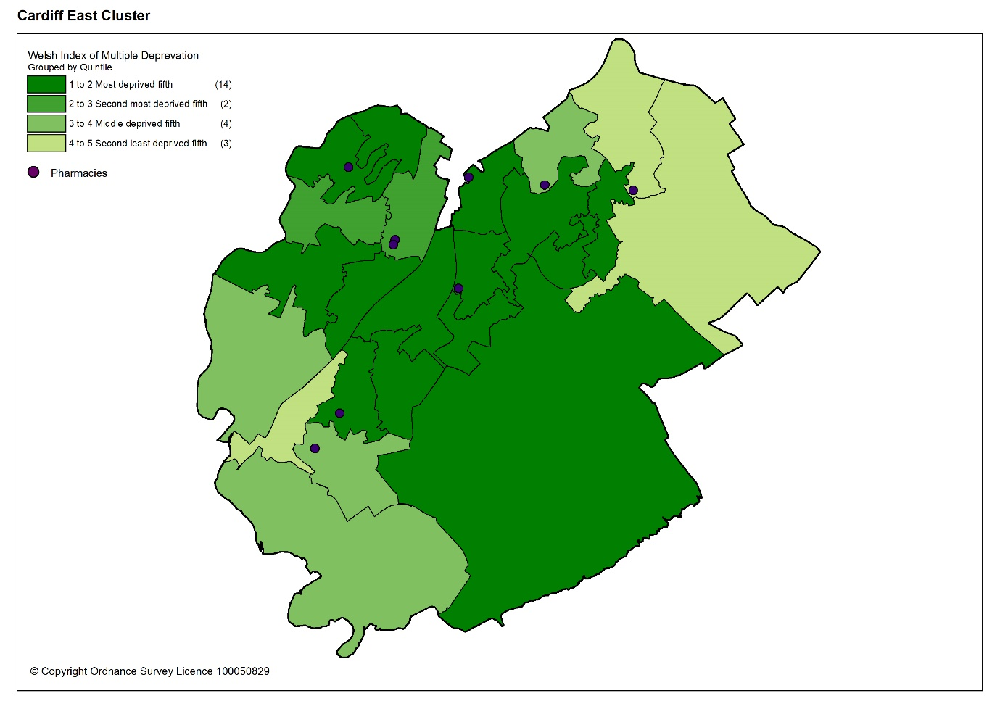 Cardiff East Cluster
Welsh Index of Multiple Deprevation
Grouped by Quintile
1 to 2 Most deprived fifth (14)
2 to 3 Second most deprived fifth (2)
3 to 4 Middle deprived fifth (4)
4 to 5 Second least deprived fifth (3)
Pharmacies
© Copyright Ordnance Survey Licence 100050829